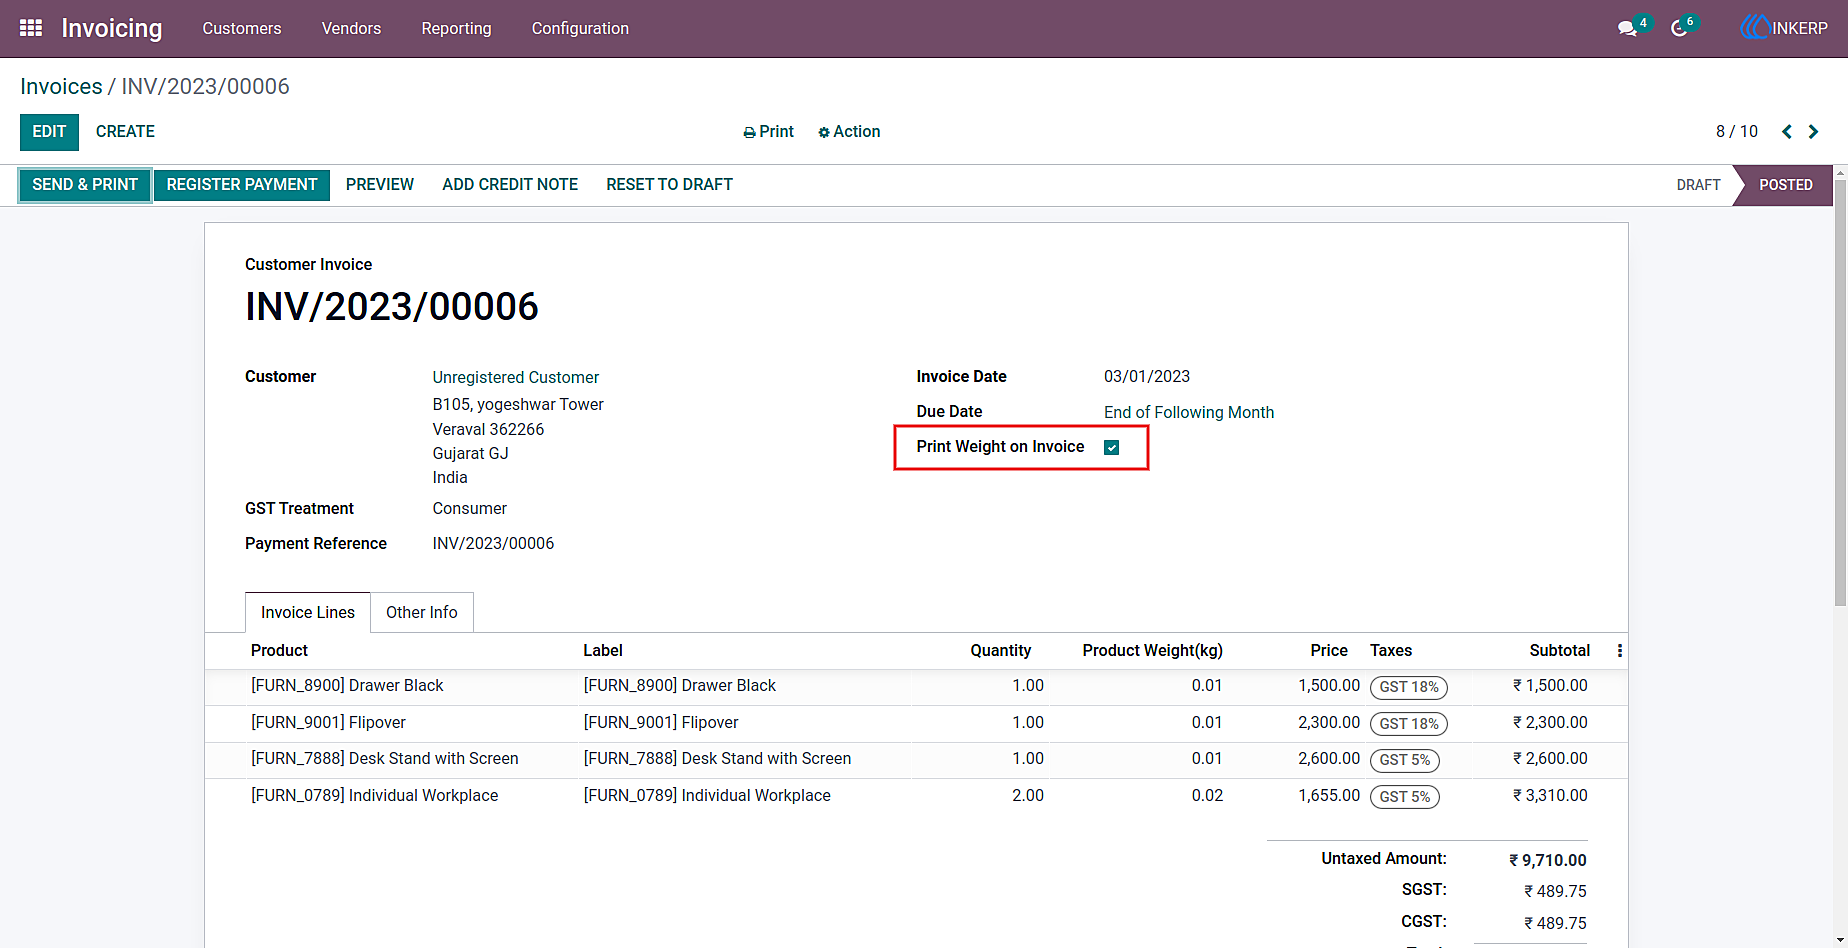 Invoicing Customers Vendors Reporting Configuration 4 6 INKERP
Invoices / INV/2023/00006
EDIT CREATE Print Action 8 / 10
SEND & PRINT REGISTER PAYMENT PREVIEW ADD CREDIT NOTE RESET TO DRAFT DRAFT POSTED
Customer Invoice
INV/2023/00006
Customer Unregistered Customer Invoice Date 03/01/2023
B105, yogeshwar Tower
Due Date End of Following Month
Veraval 362266
Print Weight on Invoice
Gujarat GJ
India
GST Treatment Consumer
Payment Reference INV/2023/00006
Invoice Lines Other Info
Product Label Quantity Product Weight(kg) Price Taxes Subtotal
[FURN_8900] Drawer Black [FURN_8900] Drawer Black 1.00 0.01 1,500.00 GST 18% ₹ 1,500.00
[FURN_9001] Flipover [FURN_9001] Flipover 1.00 0.01 2,300.00 GST 18% ₹ 2,300.00
[FURN_7888] Desk Stand with Screen [FURN_7888] Desk Stand with Screen 1.00 0.01 2,600.00 GST 5% ₹ 2,600.00
[FURN_0789] Individual Workplace [FURN_0789] Individual Workplace 2.00 0.02 1,655.00 GST 5% ₹ 3,310.00
Untaxed Amount: ₹ 9,710.00
SGST: ₹ 489.75
CGST: ₹ 489.75